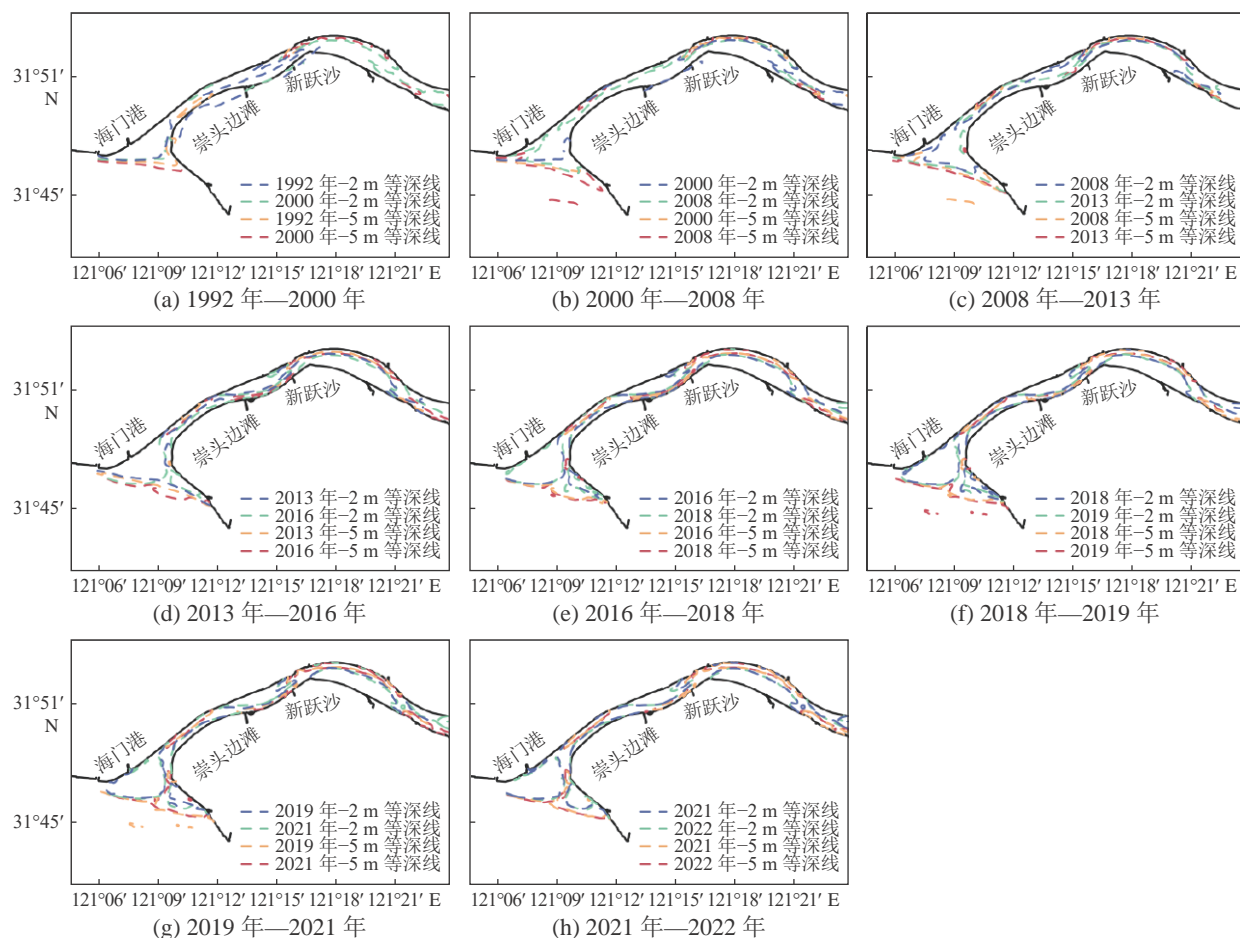 31°51′
N
31°45′
海门港
崇头边滩
新跃沙
1992 年−2 m 等深线
2000 年−2 m 等深线
1992 年−5 m 等深线
2000 年−5 m 等深线
121°06′ 121°09′ 121°12′ 121°15′ 121°18′ 121°21′ E
(a) 1992 年—2000 年
海门港
崇头边滩
新跃沙
2000 年−2 m 等深线
2008 年−2 m 等深线
2000 年−5 m 等深线
2008 年−5 m 等深线
121°06′ 121°09′ 121°12′ 121°15′ 121°18′ 121°21′ E
(b) 2000 年—2008 年
海门港
崇头边滩
新跃沙
2008 年−2 m 等深线
2013 年−2 m 等深线
2008 年−5 m 等深线
2013 年−5 m 等深线
121°06′ 121°09′ 121°12′ 121°15′ 121°18′ 121°21′ E
(c) 2008 年—2013 年
31°51′
N
31°45′
海门港
崇头边滩
新跃沙
2013 年−2 m 等深线
2016 年−2 m 等深线
2013 年−5 m 等深线
2016 年−5 m 等深线
121°06′ 121°09′ 121°12′ 121°15′ 121°18′ 121°21′ E
(d) 2013 年—2016 年
海门港
崇头边滩
新跃沙
2016 年−2 m 等深线
2018 年−2 m 等深线
2016 年−5 m 等深线
2018 年−5 m 等深线
121°06′ 121°09′ 121°12′ 121°15′ 121°18′ 121°21′ E
(e) 2016 年—2018 年
海门港
崇头边滩
新跃沙
2018 年−2 m 等深线
2019 年−2 m 等深线
2018 年−5 m 等深线
2019 年−5 m 等深线
121°06′ 121°09′ 121°12′ 121°15′ 121°18′ 121°21′ E
(f) 2018 年—2019 年
31°51′
N
31°45′
海门港
崇头边滩
新跃沙
2019 年−2 m 等深线
2021 年−2 m 等深线
2019 年−5 m 等深线
2021 年−5 m 等深线
121°06′ 121°09′ 121°12′ 121°15′ 121°18′ 121°21′ E
(g) 2019 年—2021 年
海门港
崇头边滩
新跃沙
2021 年−2 m 等深线
2022 年−2 m 等深线
2021 年−5 m 等深线
2022 年−5 m 等深线
121°06′ 121°09′ 121°12′ 121°15′ 121°18′ 121°21′ E
(h) 2021 年—2022 年